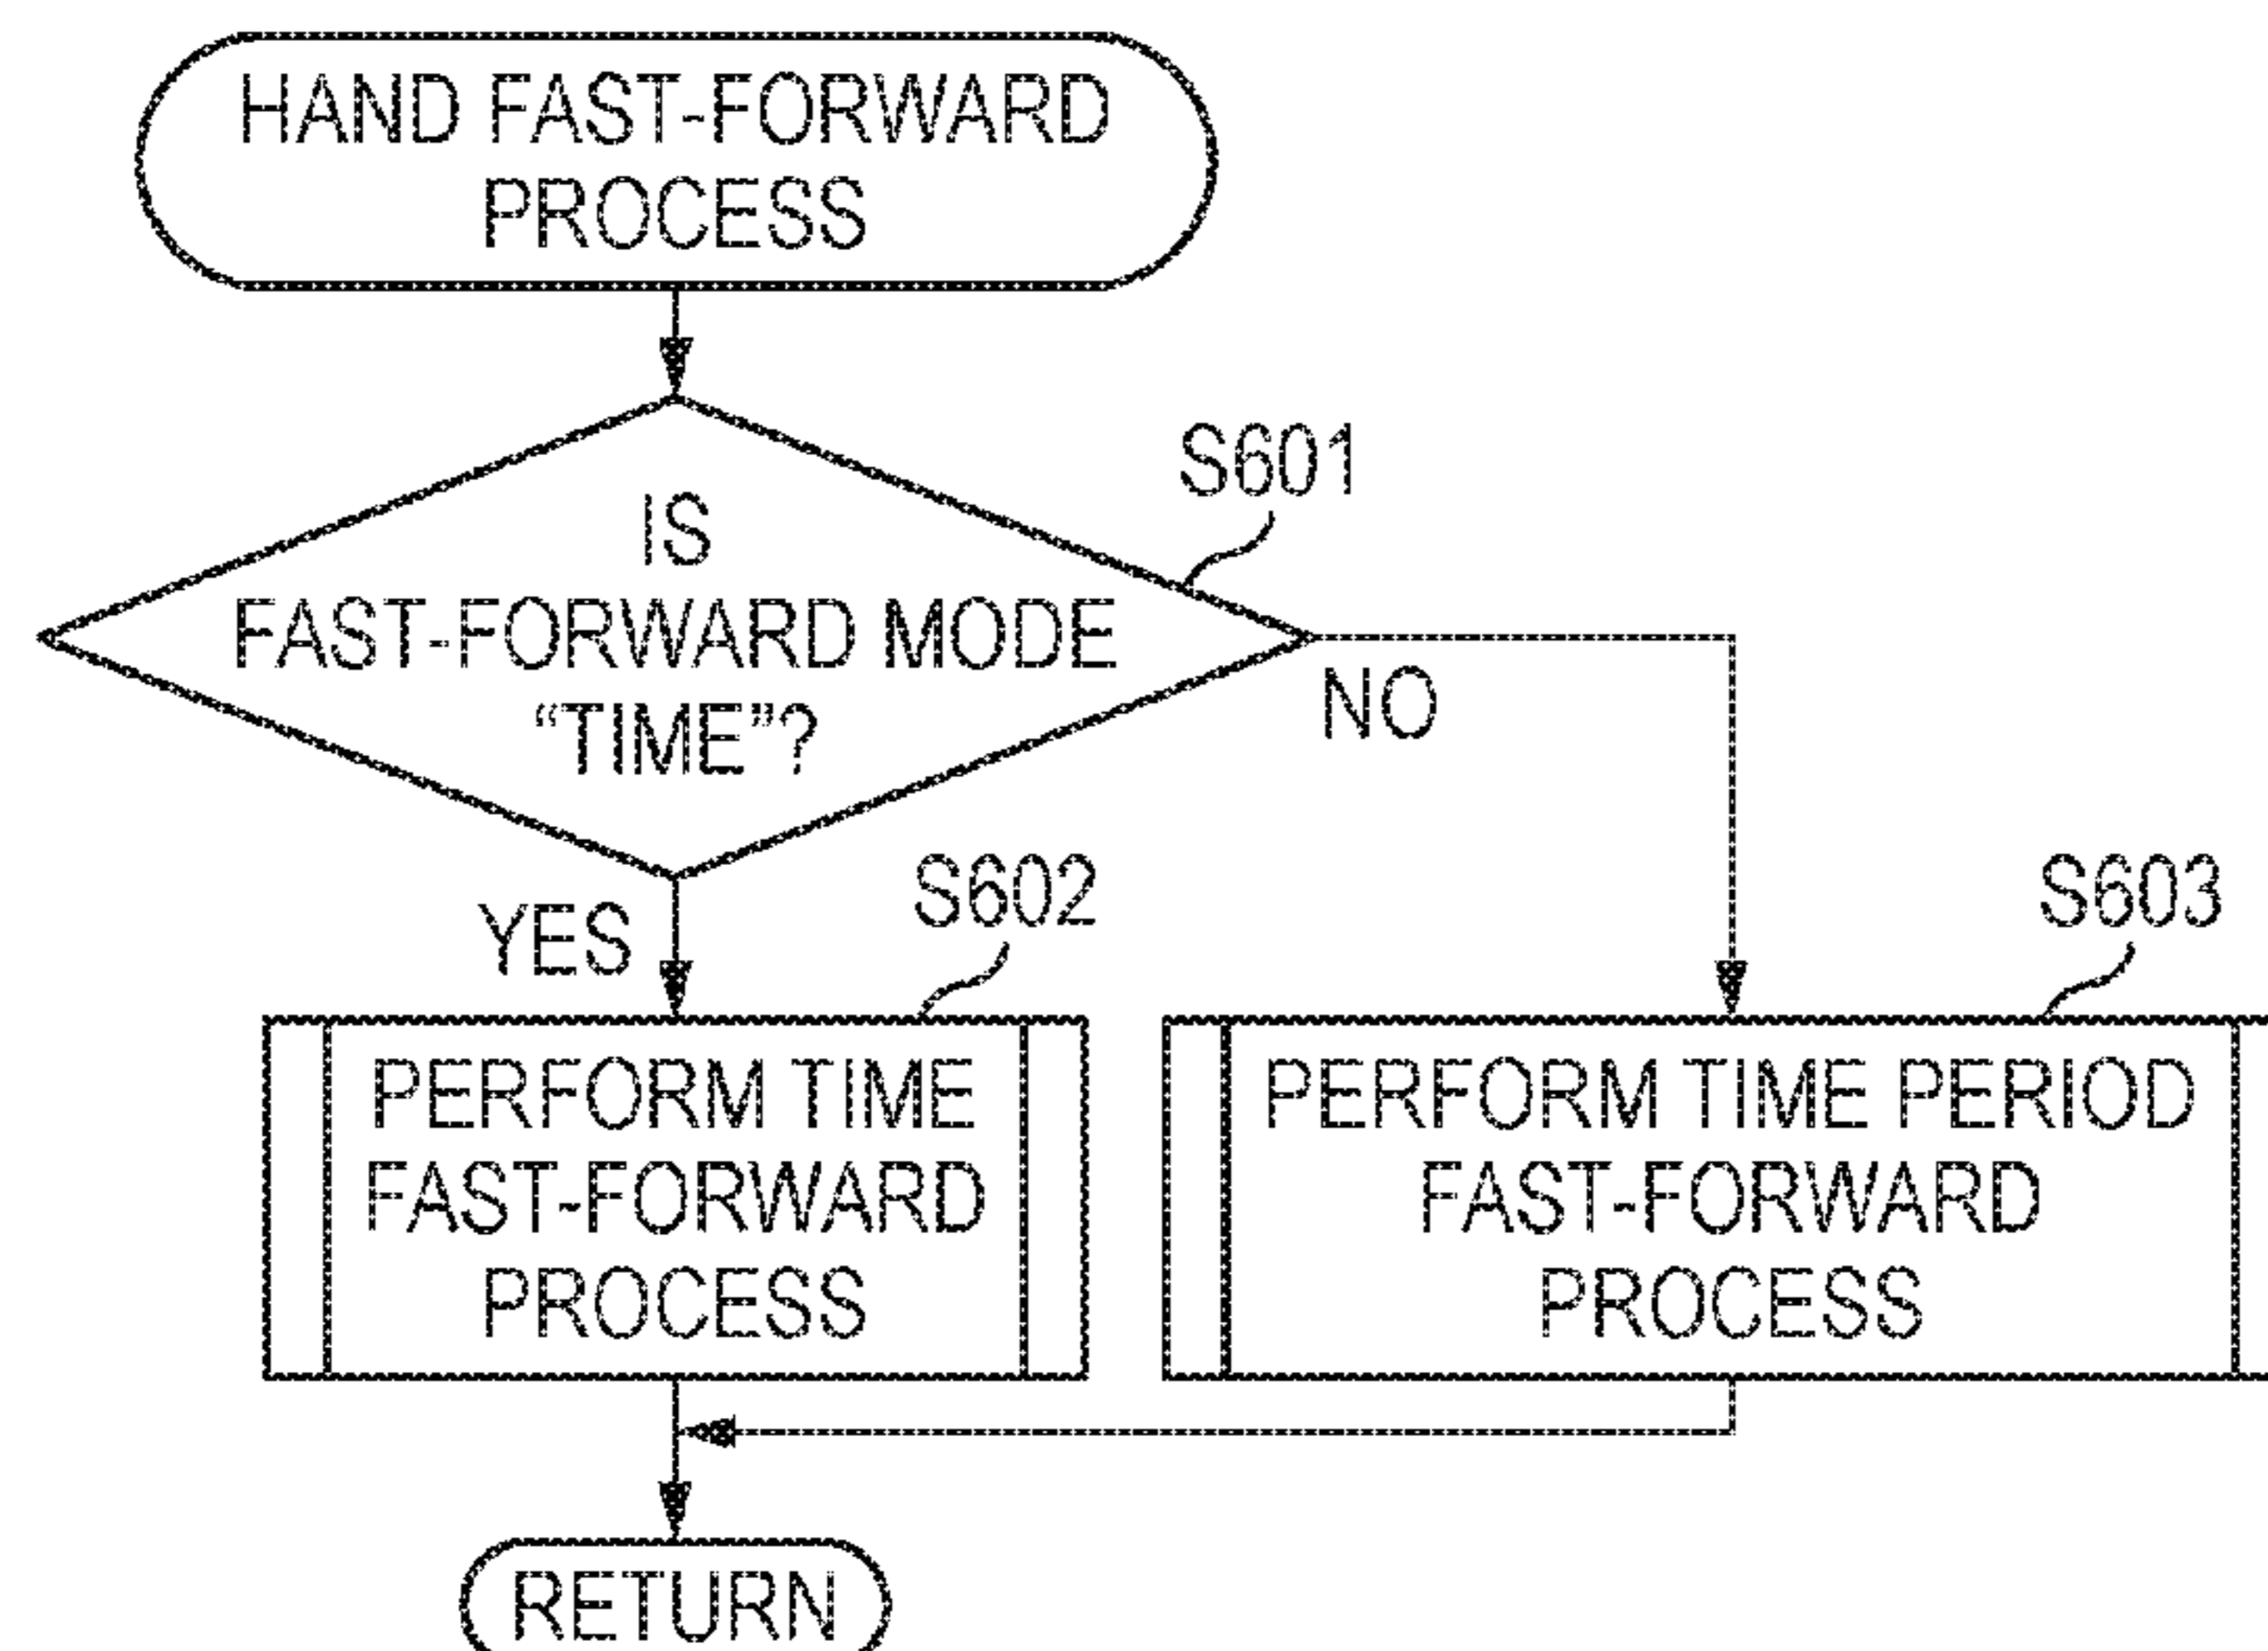 HAND FAST-FORWARD
PROCESS
S601
IS
FAST-FORWARD MODE
“TIME”?
NO
YES
S602
S603
PERFORM TIME
FAST-FORWARD
PROCESS
PERFORM TIME PERIOD
FAST-FORWARD
PROCESS
RETURN